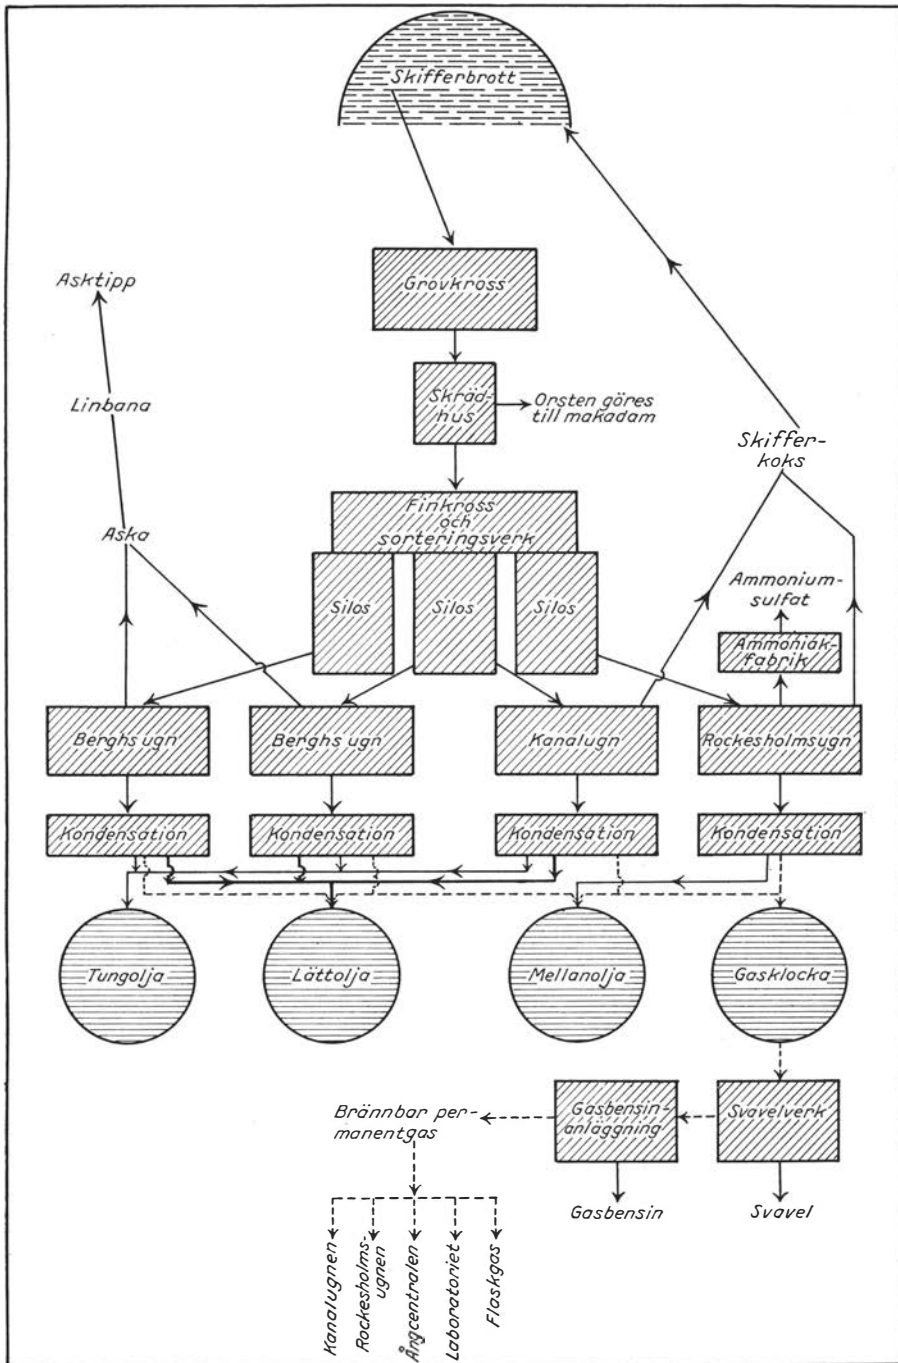 Skifferbrott
Grovkross
Asktipp
Linbana
Skräd-
hus
Orsten göres
till makadam
Skiffer-
koks
Finkross
och
sorteringsverk
Aska
Silos
Silos
Silos
Ammonium-
sulfat
Ammoniak-
fabrik
Berghs ugn
Berghs ugn
Kanalugn
Rockesholmsugn
Kondensation
Kondensation
Kondensation
Kondensation
Tungolja
Lättolja
Mellanolja
Gasklocka
Brännbar per-
manentgas
Gasbensin-
anläggning
Svavelverk
Gasbensin
Svavel
Kanalugnen
Rockesholms-
ugnen
Ångcentralen
Laboratoriet
Flaskgas